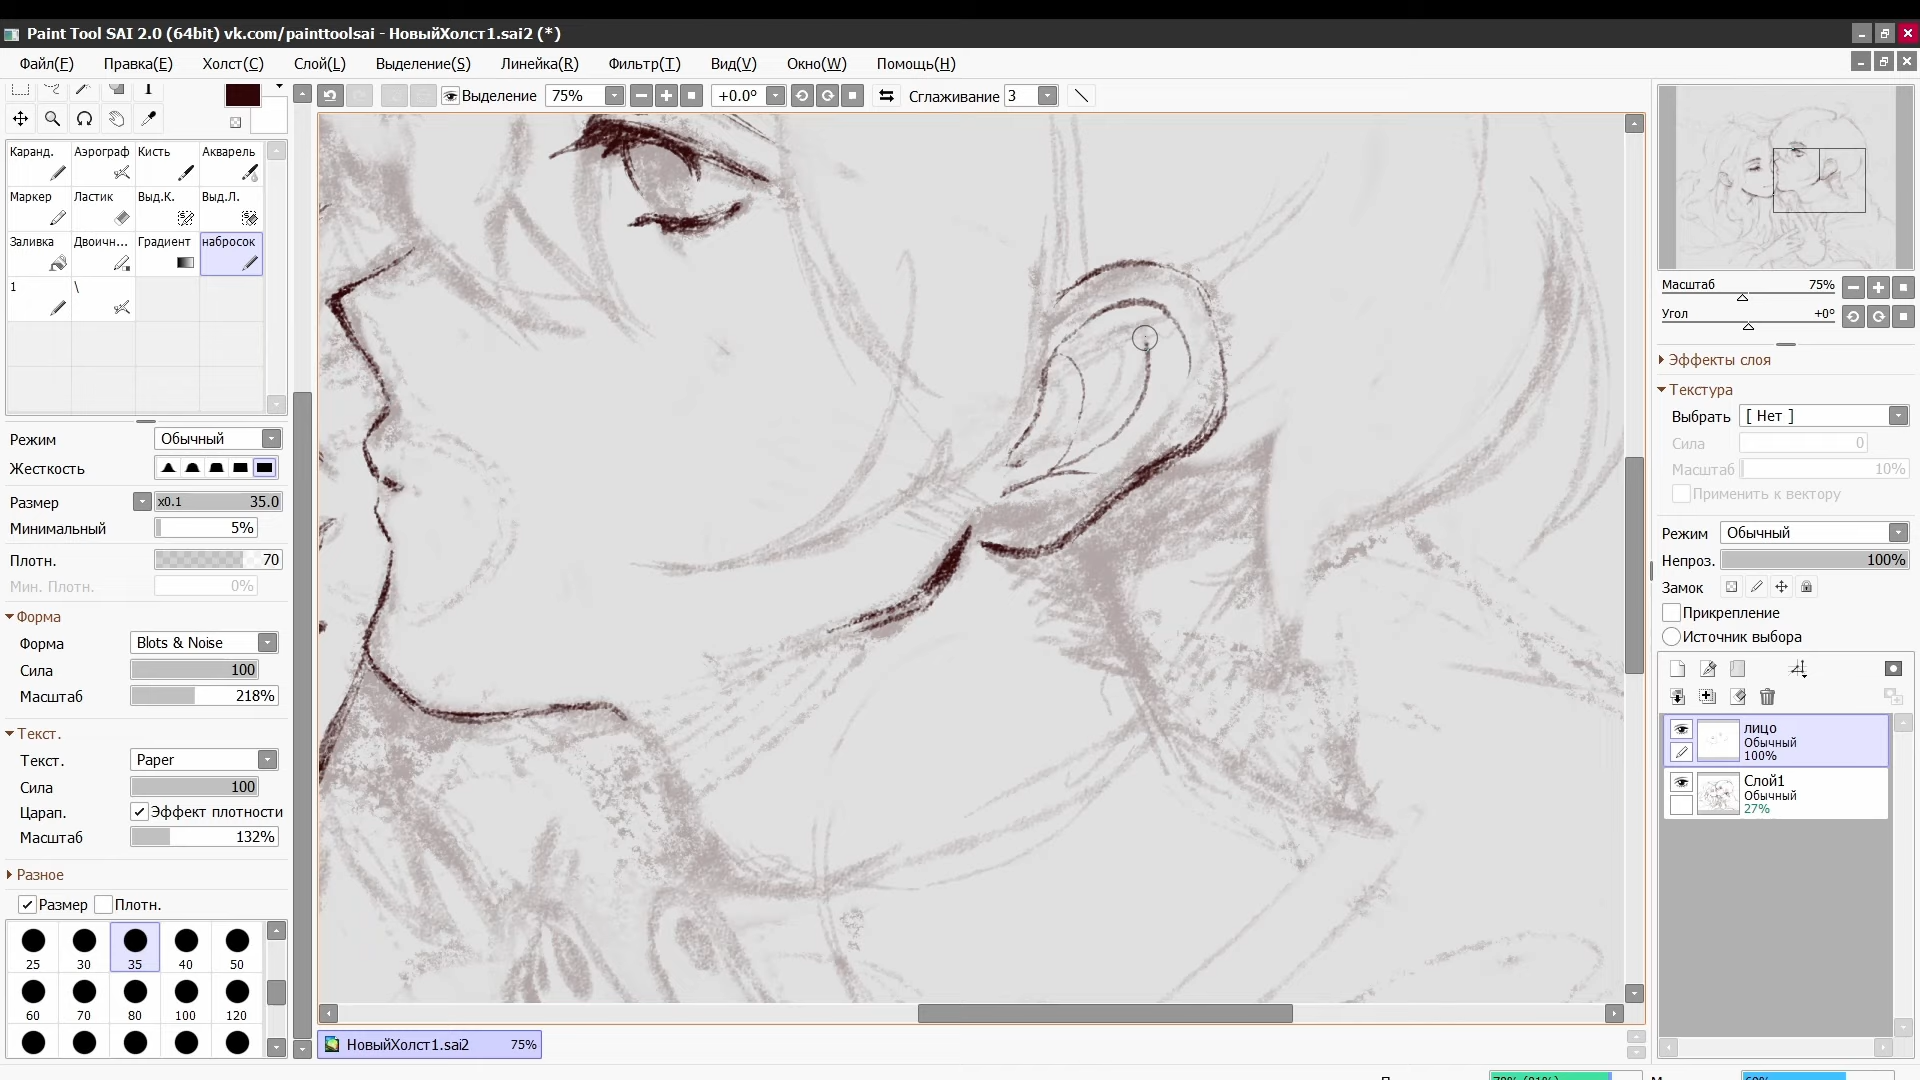 Paint Tool SAI 2.0 (64bit) vk.com/painttoolsai - НовыйХолст1.sai2 (*)
Файл(F) Правка(E) Холст(C) Слой(L) Выделение(S) Линейка(R) Фильтр(T) Вид(V) Окно(W) Помощь(H)
Выделение 75% +0.0° Сглаживание 3
Каранд. Аэрограф Кисть Акварель
Маркер Ластик Выд.К. Выд.Л.
Заливка Двоичн... Градиент набросок
1 \
Режим Обычный
Жесткость
Размер x0.1 35.0
Минимальный 5%
Плотн. 70
Мин. Плотн. 0%
Форма
Форма Blots & Noise
Сила 100
Масштаб 218%
Текст.
Текст. Paper
Сила 100
Царап. Эффект плотности
Масштаб 132%
Разное
Размер Плотн.
25 30 35 40 50
60 70 80 100 120
НовыйХолст1.sai2 75%
Масштаб 75%
Угол +0°
Эффекты слоя
Текстура
Выбрать [ Нет ]
Сила 0
Масштаб 10%
Применить к вектору
Режим Обычный
Непроз. 100%
Замок
Прикрепление
Источник выбора
лицо
Обычный
100%
Слой1
Обычный
27%